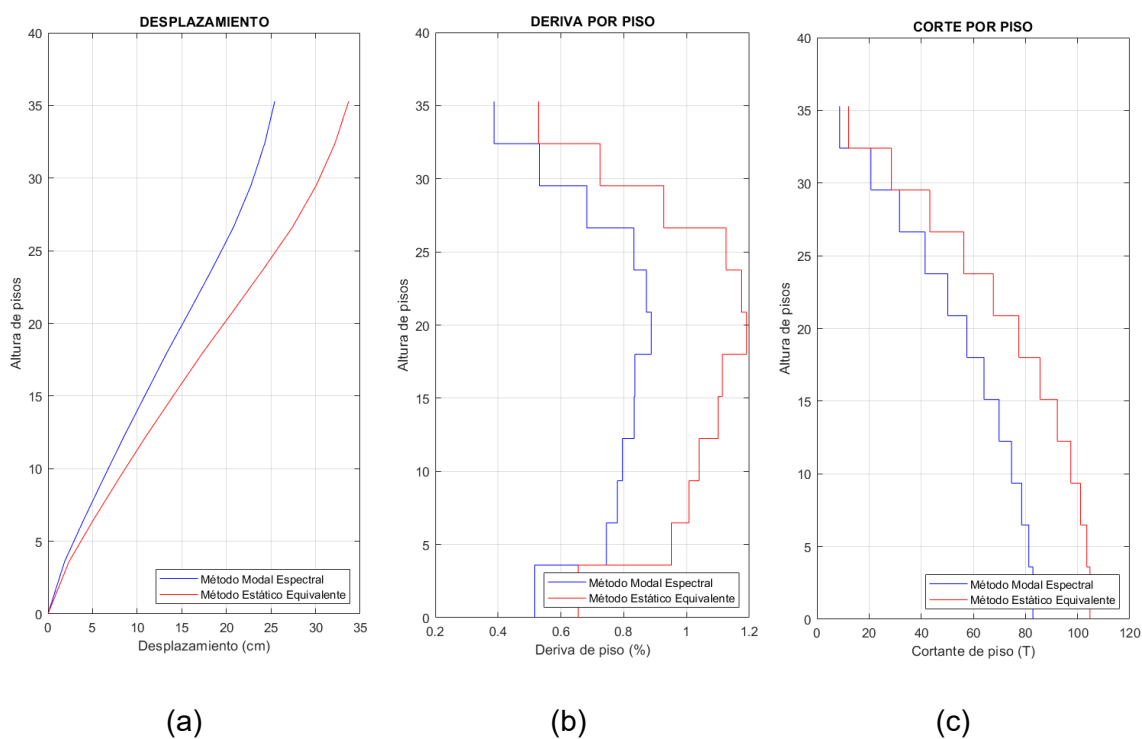 DESPLAZAMIENTO
40
35
30
25
20
15
10
5
0
Altura de pisos
0 5 10 15 20 25 30 35
Desplazamiento (cm)
Método Modal Espectral
Método Estático Equivalente
(a)
DERIVA POR PISO
40
35
30
25
20
15
10
5
0
Altura de pisos
0.2 0.4 0.6 0.8 1 1.2
Deriva de piso (%)
Método Modal Espectral
Método Estático Equivalente
(b)
CORTE POR PISO
40
35
30
25
20
15
10
5
0
Altura de pisos
0 20 40 60 80 100 120
Cortante de piso (T)
Método Modal Espectral
Método Estático Equivalente
(c)